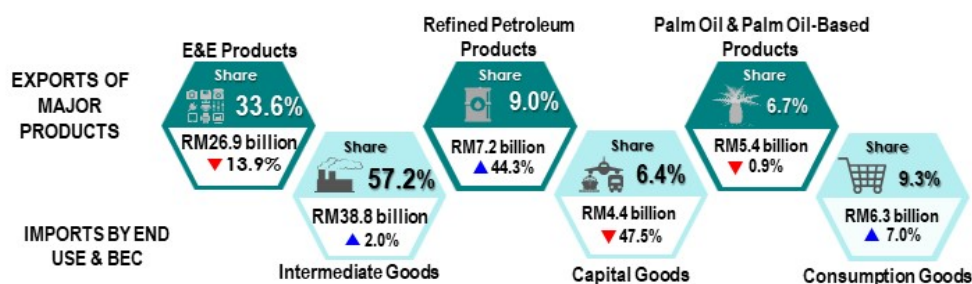 EXPORTS OF
MAJOR
PRODUCTS
E&E Products
Share
33.6%
RM26.9 billion
▼ 13.9%
Refined Petroleum
Products
Share
9.0%
RM7.2 billion
▲ 44.3%
Palm Oil & Palm Oil-Based
Products
Share
6.7%
RM5.4 billion
▼ 0.9%
IMPORTS BY END
USE & BEC
Share
57.2%
RM38.8 billion
▲ 2.0%
Intermediate Goods
Share
6.4%
RM4.4 billion
▼ 47.5%
Capital Goods
Share
9.3%
RM6.3 billion
▲ 7.0%
Consumption Goods